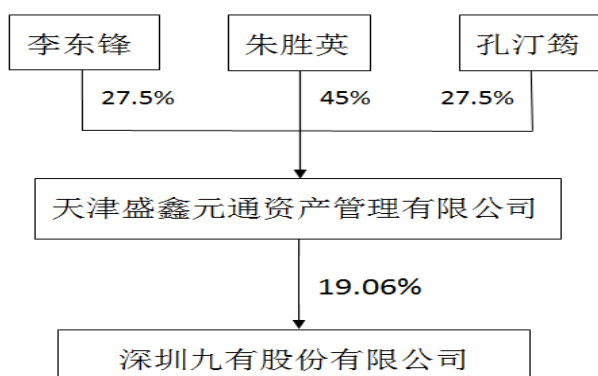 李东锋 朱胜英 孔汀筠
27.5% 45% 27.5%
天津盛鑫元通资产管理有限公司
19.06%
深圳九有股份有限公司